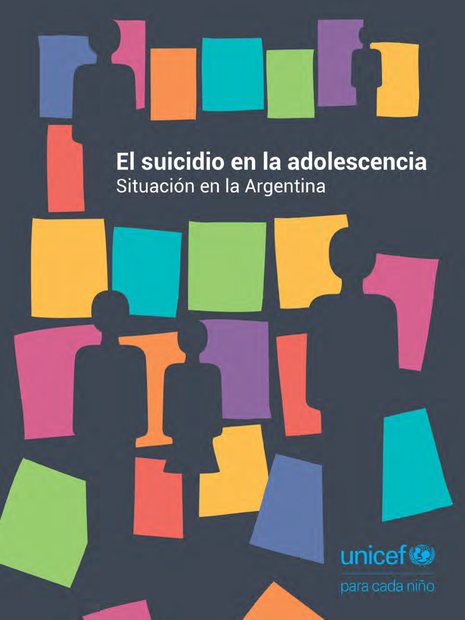 El suicidio en la adolescencia
Situación en la Argentina
unicef
para cada niño